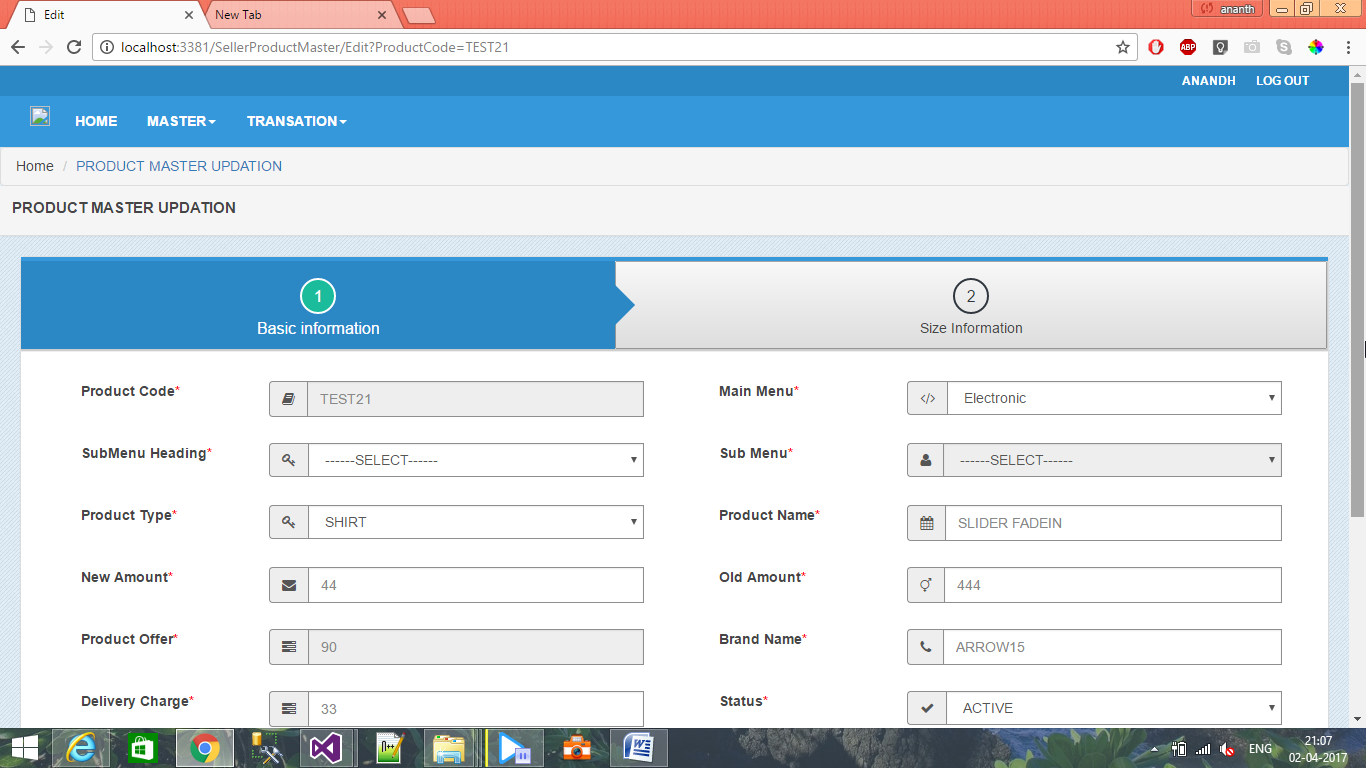 Edit
New Tab
ananth
localhost:3381/SellerProductMaster/Edit?ProductCode=TEST21
ABP
ANANDH LOG OUT
HOME MASTER TRANSATION
Home / PRODUCT MASTER UPDATION
PRODUCT MASTER UPDATION
1 2
Basic information Size Information
Product Code* TEST21 Main Menu* </> Electronic
SubMenu Heading* ------SELECT------ Sub Menu* ------SELECT------
Product Type* SHIRT Product Name* SLIDER FADEIN
New Amount* 44 Old Amount* 444
Product Offer* 90 Brand Name* ARROW15
Delivery Charge* 33 Status* ACTIVE
ENG 21:07
02-04-2017